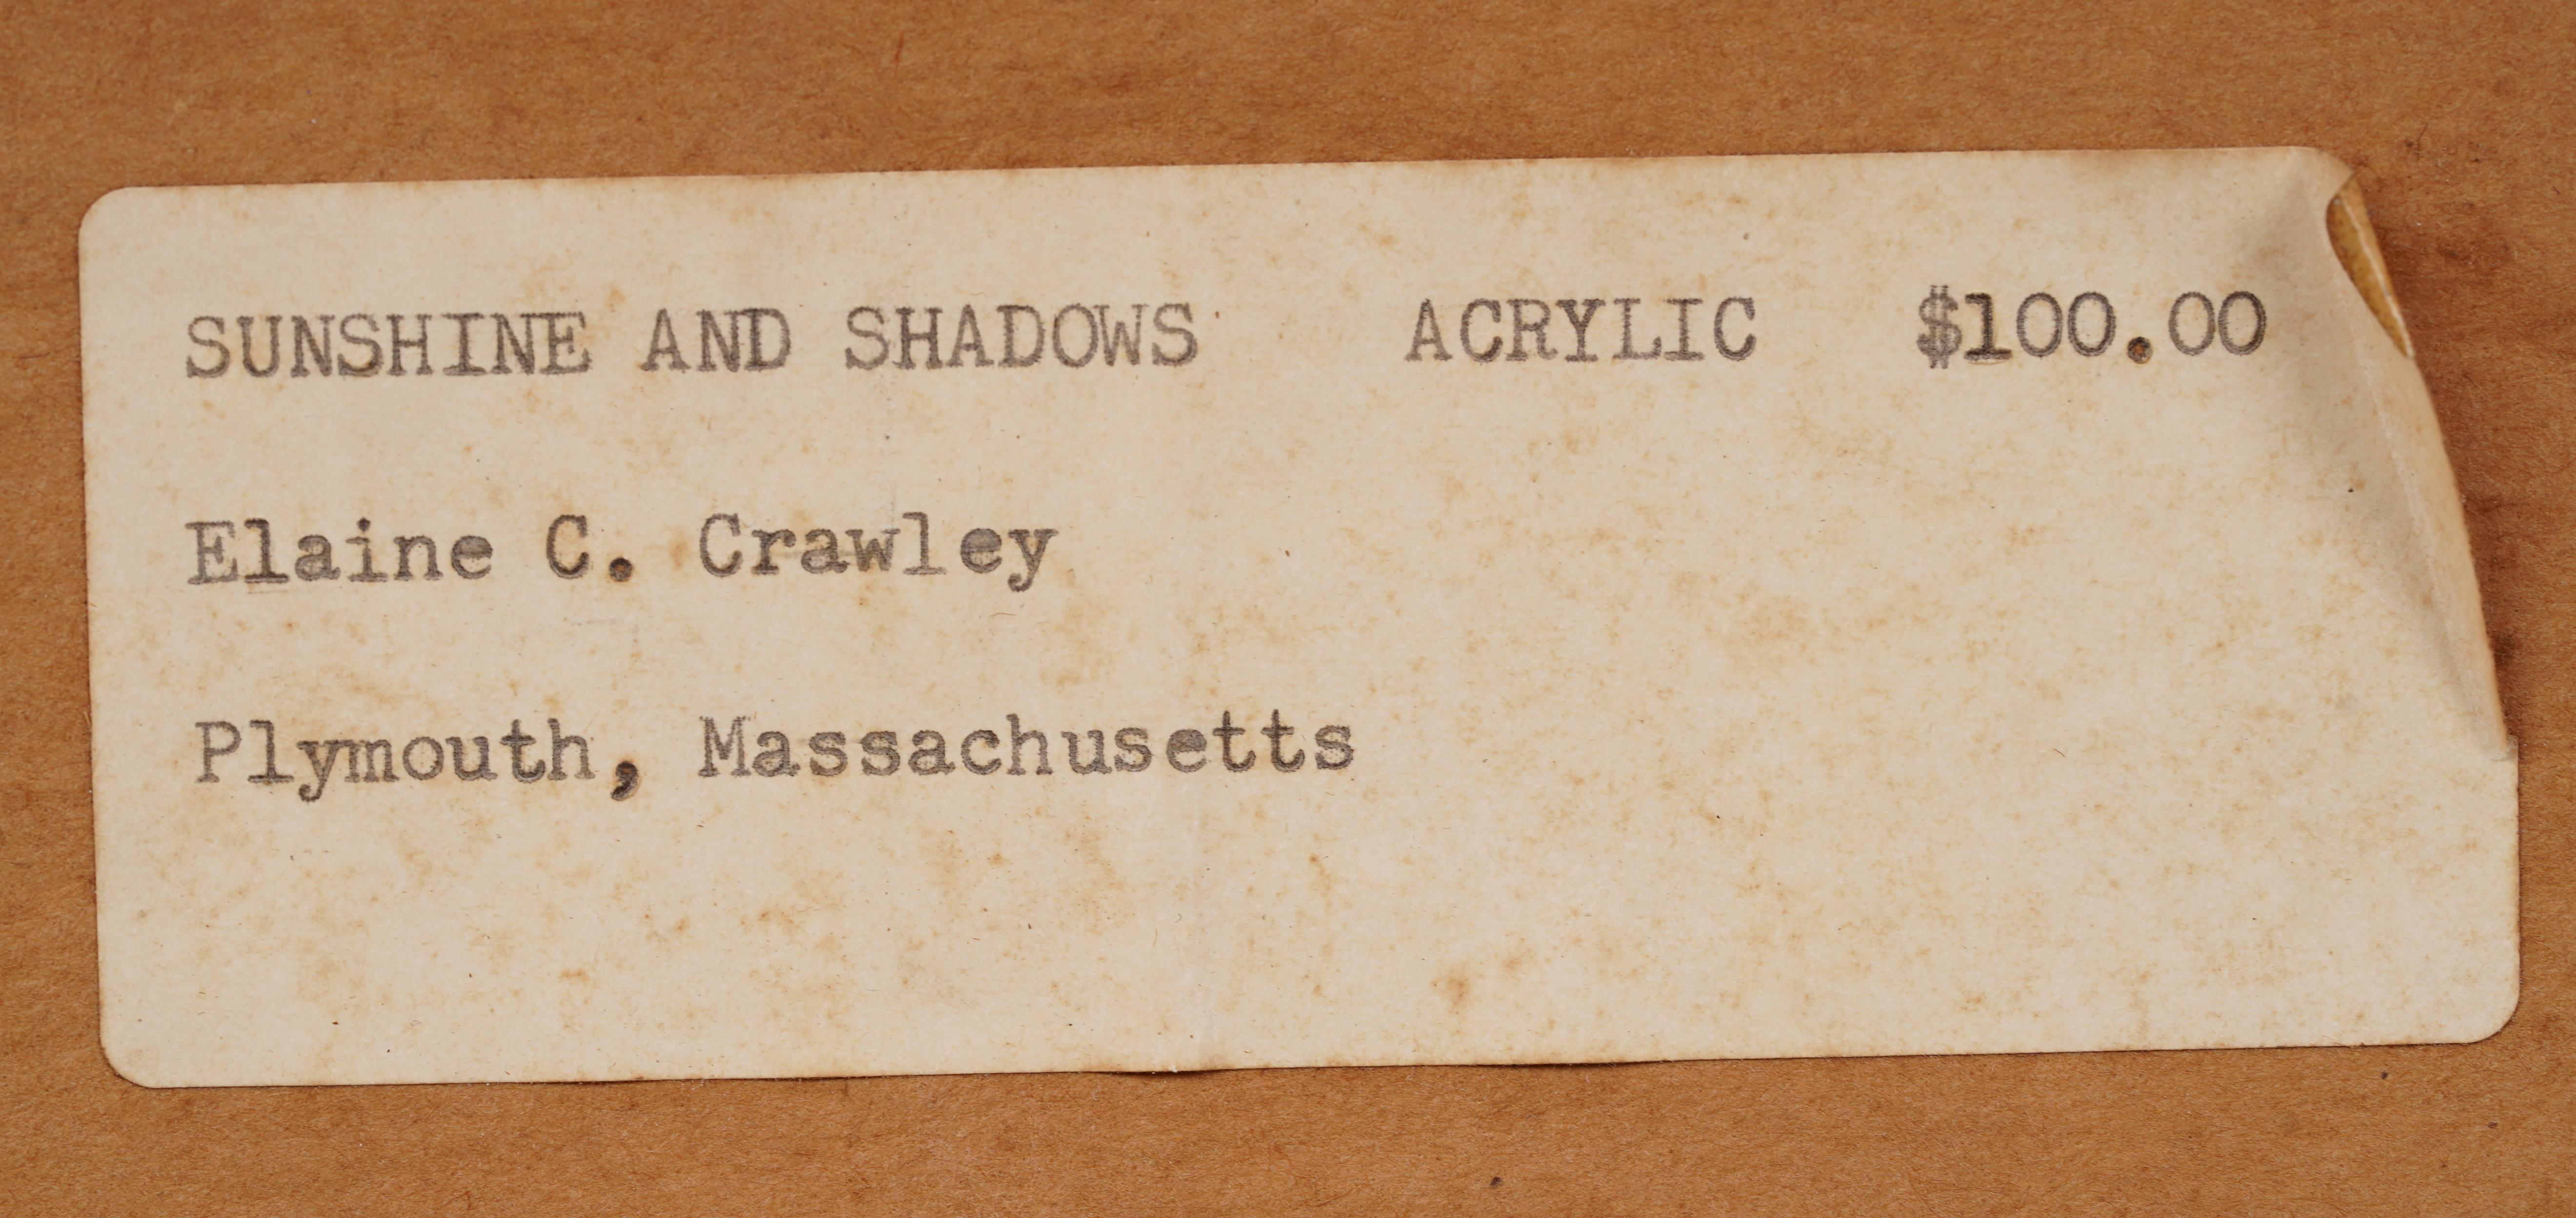 SUNSHINE AND SHADOWS ACRYLIC $100.00
Elaine C. Crawley
Plymouth, Massachusetts